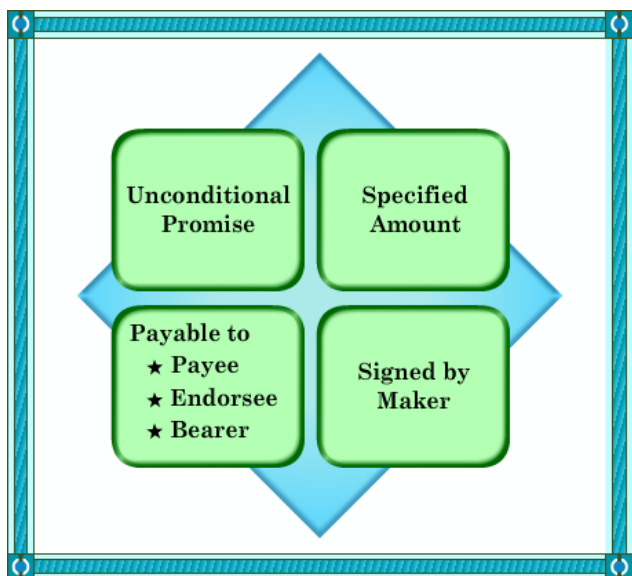 Unconditional
Promise
Specified
Amount
Payable to
★ Payee
★ Endorsee
★ Bearer
Signed by
Maker